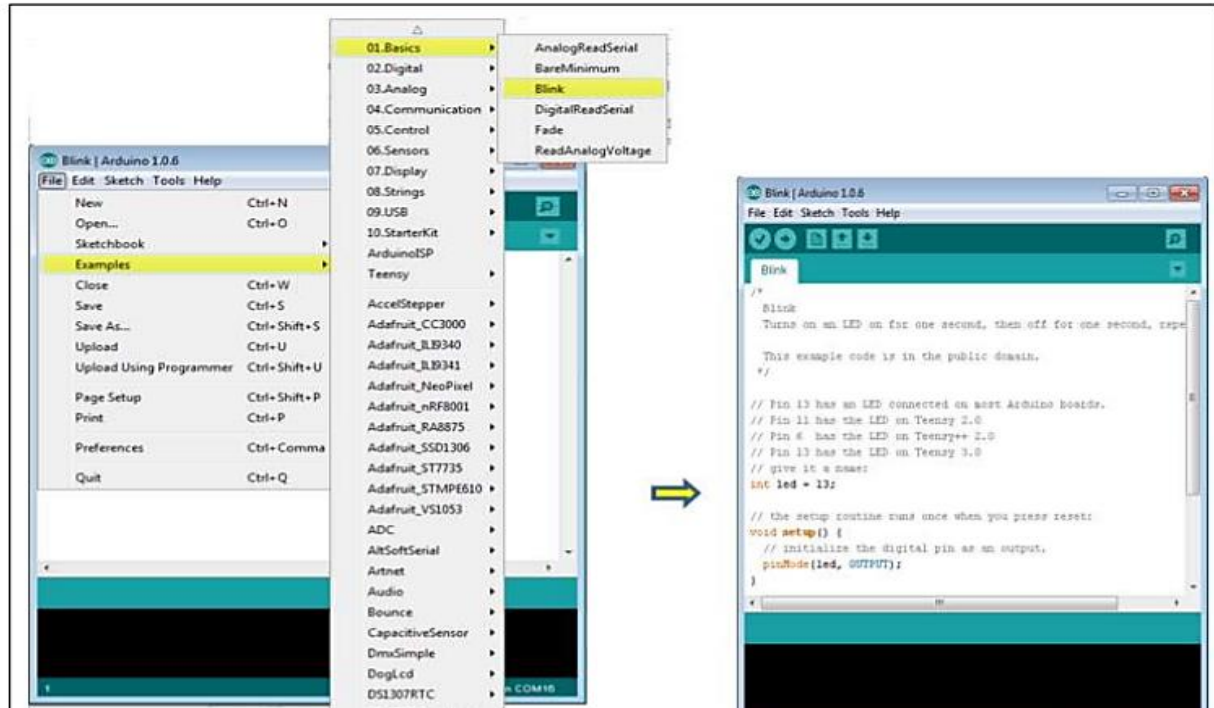 01.Basics
02.Digital
03.Analog
04.Communication
05.Control
06.Sensors
07.Display
08.Strings
09.USB
10.StarterKit
ArduinoISP
Teensy
AccelStepper
Adafruit_CC3000
Adafruit_ILI9340
Adafruit_ILI9341
Adafruit_NeoPixel
Adafruit_nRF8001
Adafruit_RA8875
Adafruit_SSD1306
Adafruit_ST7735
Adafruit_STMPE610
Adafruit_VS1053
ADC
AltSoftSerial
Artnet
Audio
Bounce
CapacitiveSensor
DmxSimple
DogLcd
DS1307RTC
AnalogReadSerial
BareMinimum
Blink
DigitalReadSerial
Fade
ReadAnalogVoltage
Blink | Arduino 1.0.6
File Edit Sketch Tools Help
New Ctrl+N
Open... Ctrl+O
Sketchbook
Examples
Close Ctrl+W
Save Ctrl+S
Save As... Ctrl+Shift+S
Upload Ctrl+U
Upload Using Programmer Ctrl+Shift+U
Page Setup Ctrl+Shift+P
Print Ctrl+P
Preferences Ctrl+Comma
Quit Ctrl+Q
1
COM16
Blink | Arduino 1.0.6
File Edit Sketch Tools Help
Blink
/*
Blink
Turns on an LED on for one second, then off for one second, repe
This example code is in the public domain.
*/
// Pin 13 has an LED connected on most Arduino boards.
// Pin 11 has the LED on Teensy 2.0
// Pin 6 has the LED on Teensy++ 2.0
// Pin 13 has the LED on Teensy 3.0
// give it a name:
int led = 13;
// the setup routine runs once when you press reset:
void setup() {
// initialize the digital pin as an output.
pinMode(led, OUTPUT);
}